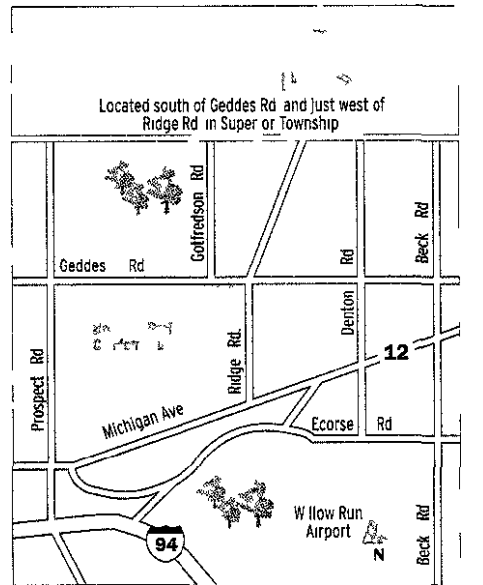 Located south of Geddes Rd and just west of
Ridge Rd in Super or Township
Gotfredson Rd
Beck Rd
Geddes Rd
Rd
Denton
Prospect Rd
Ridge Rd.
12
Michigan Ave
Ecorse Rd
W llow Run
Airport
N
94
Beck Rd